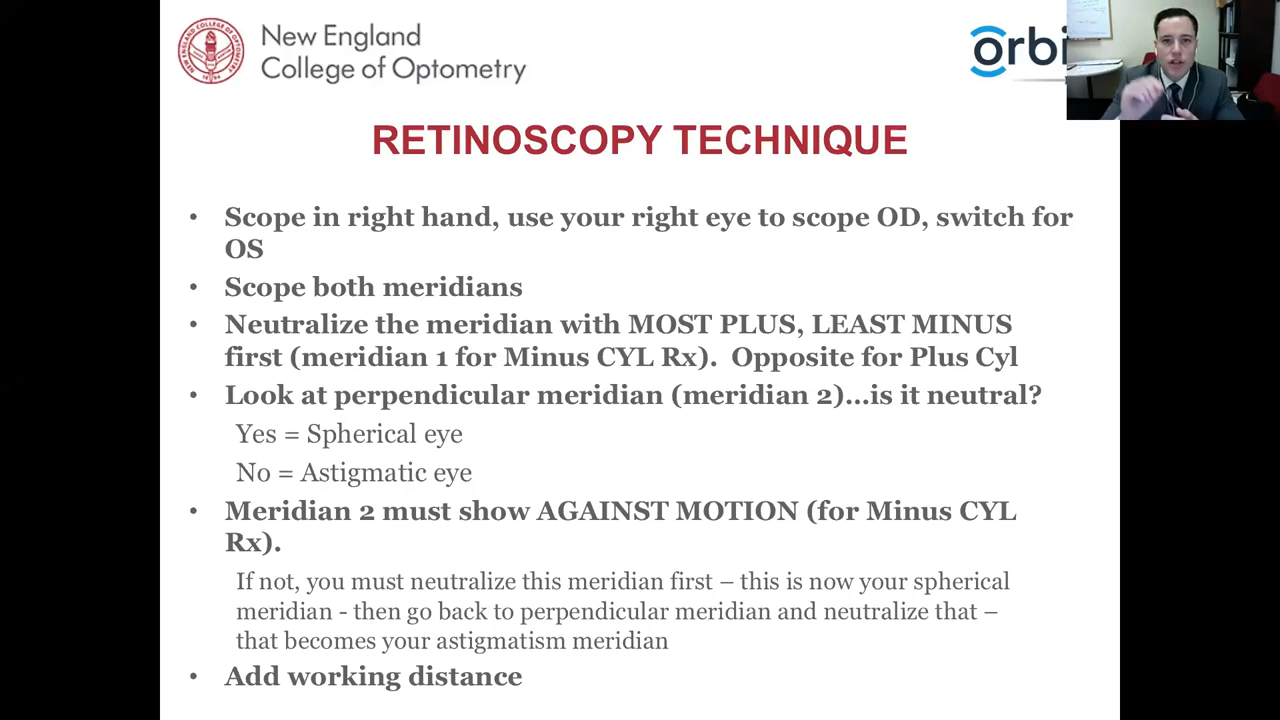 New England
College of Optometry
orbi
RETINOSCOPY TECHNIQUE
• Scope in right hand, use your right eye to scope OD, switch for
OS
• Scope both meridians
• Neutralize the meridian with MOST PLUS, LEAST MINUS
first (meridian 1 for Minus CYL Rx). Opposite for Plus Cyl
• Look at perpendicular meridian (meridian 2)...is it neutral?
Yes = Spherical eye
No = Astigmatic eye
• Meridian 2 must show AGAINST MOTION (for Minus CYL
Rx).
If not, you must neutralize this meridian first – this is now your spherical
meridian - then go back to perpendicular meridian and neutralize that –
that becomes your astigmatism meridian
• Add working distance